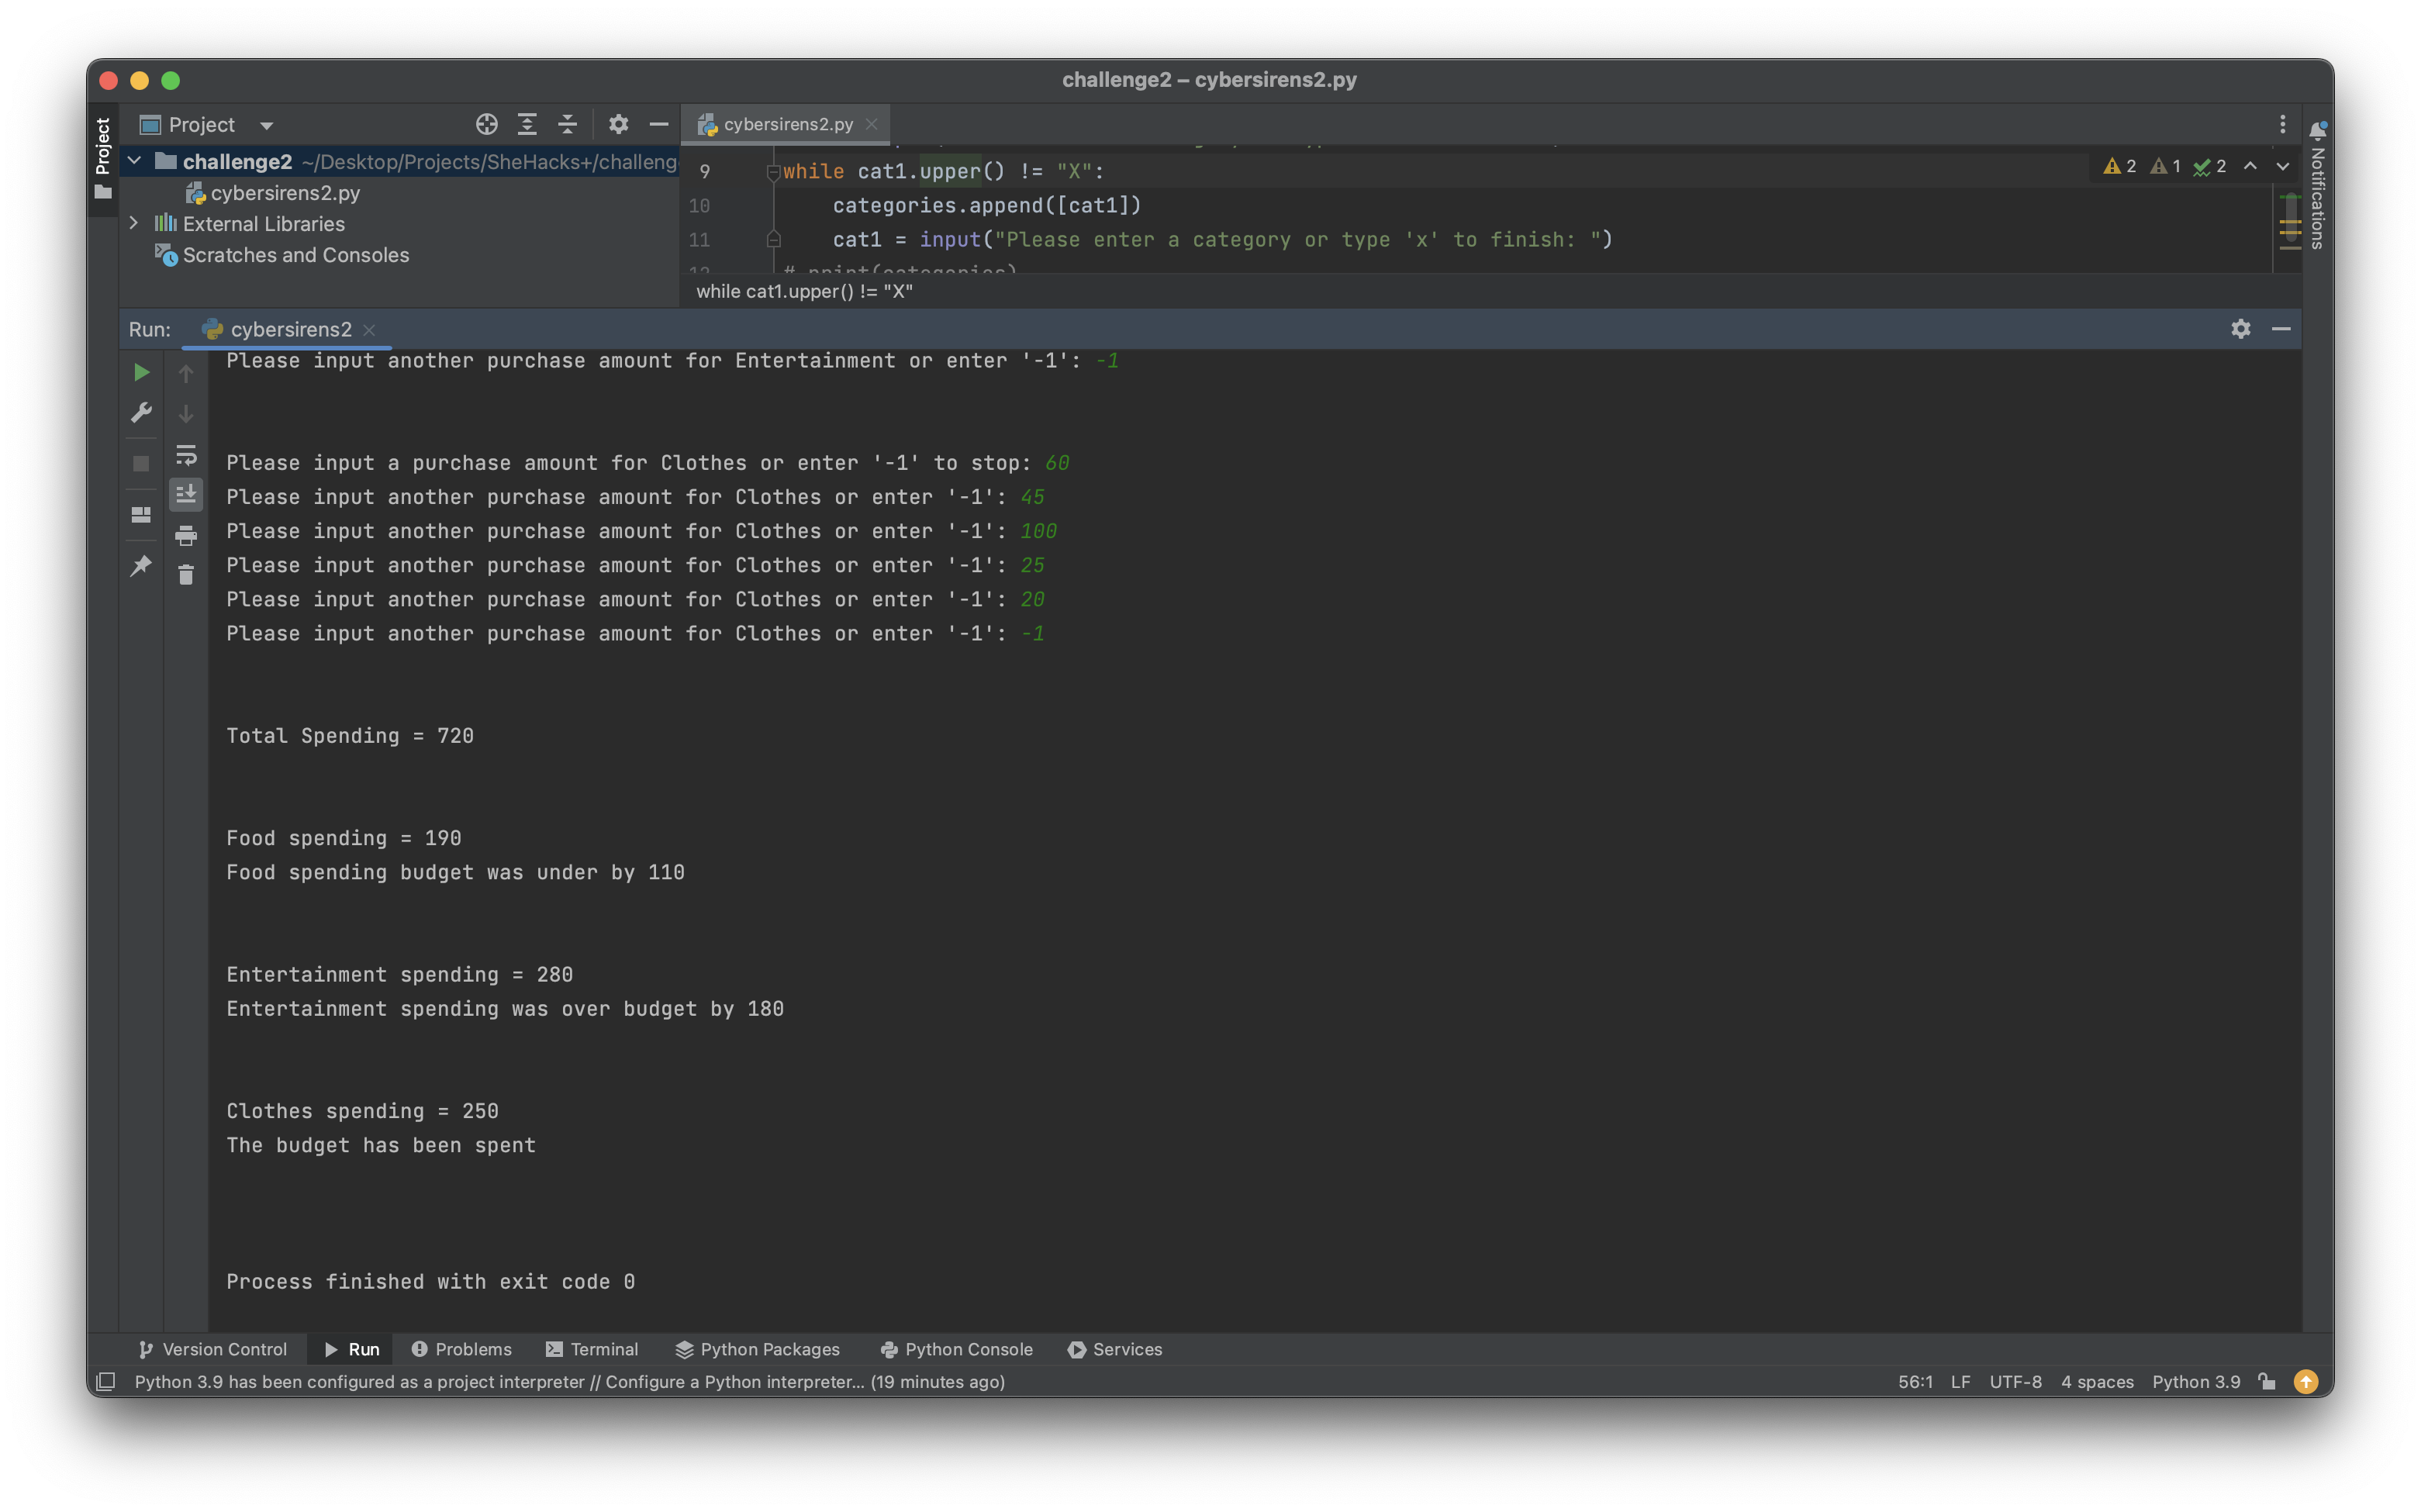 challenge2 – cybersirens2.py
Project
Project
cybersirens2.py
challenge2 ~/Desktop/Projects/SheHacks+/challeng
cybersirens2.py
External Libraries
Scratches and Consoles
9 while cat1.upper() != "X":
10 categories.append([cat1])
11 cat1 = input("Please enter a category or type 'x' to finish: ")
12 # print(categories)
2 1 2
while cat1.upper() != "X"
Notifications
Run: cybersirens2
Please input another purchase amount for Entertainment or enter '-1': -1
Please input a purchase amount for Clothes or enter '-1' to stop: 60
Please input another purchase amount for Clothes or enter '-1': 45
Please input another purchase amount for Clothes or enter '-1': 100
Please input another purchase amount for Clothes or enter '-1': 25
Please input another purchase amount for Clothes or enter '-1': 20
Please input another purchase amount for Clothes or enter '-1': -1
Total Spending = 720
Food spending = 190
Food spending budget was under by 110
Entertainment spending = 280
Entertainment spending was over budget by 180
Clothes spending = 250
The budget has been spent
Process finished with exit code 0
Version Control Run Problems Terminal Python Packages Python Console Services
Python 3.9 has been configured as a project interpreter // Configure a Python interpreter... (19 minutes ago) 56:1 LF UTF-8 4 spaces Python 3.9